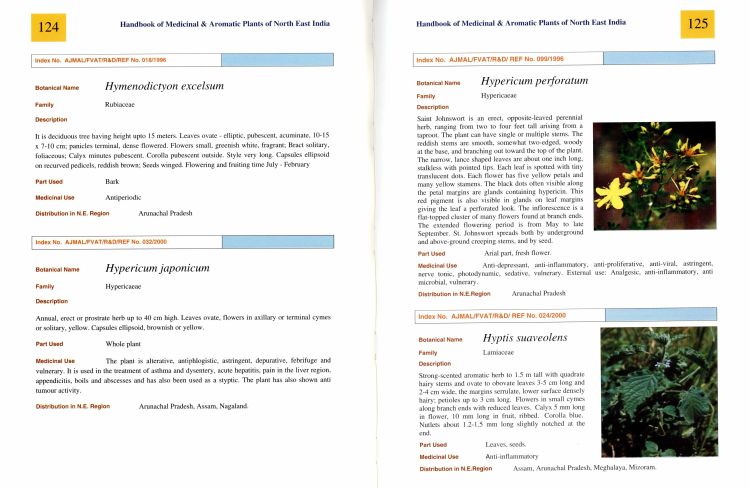 124
Handbook of Medicinal & Aromatic Plants of North East India
Index No. AJMAL/FVAT/R&D/REF No. 018/1996
Botanical Name Hymenodictyon excelsum
Family Rubiaceae
Description
It is deciduous tree having height upto 15 meters. Leaves ovate - elliptic, pubescent, acuminate, 10-15
x 7-10 cm; panicles terminal, dense flowered. Flowers small, greenish white, fragrant; Bract solitary,
foliaceous; Calyx minutes pubescent. Corolla pubescent outside. Style very long. Capsules ellipsoid
on recurved pedicels, reddish brown; Seeds winged. Flowering and fruiting time July - February
Part Used Bark
Medicinal Use Antiperiodic
Distribution in N.E. Region Arunachal Pradesh
Index No. AJMAL/FVAT/R&D/REF No. 032/2000
Botanical Name Hypericum japonicum
Family Hypericaeae
Description
Annual, erect or prostrate herb up to 40 cm high. Leaves ovate, flowers in axillary or terminal cymes
or solitary, yellow. Capsules ellipsoid, brownish or yellow.
Part Used Whole plant
Medicinal Use The plant is alterative, antiphlogistic, astringent, depurative, febrifuge and
vulnerary. It is used in the treatment of asthma and dysentery, acute hepatitis, pain in the liver region,
appendicitis, boils and abscesses and has also been used as a styptic. The plant has also shown anti
tumour activity.
Distribution in N.E. Region Arunachal Pradesh, Assam, Nagaland.
Handbook of Medicinal & Aromatic Plants of North East India
125
Index No. AJMAL/FVAT/R&D/ REF No. 099/1996
Botanical Name Hypericum perforatum
Family Hypericaeae
Description
Saint Johnswort is an erect, opposite-leaved perennial
herb, ranging from two to four feet tall arising from a
taproot. The plant can have single or multiple stems. The
reddish stems are smooth, somewhat two-edged, woody
at the base, and branching out toward the top of the plant.
The narrow, lance shaped leaves are about one inch long,
stalkless with pointed tips. Each leaf is spotted with tiny
translucent dots. Each flower has five yellow petals and
many yellow stamens. The black dots often visible along
the petal margins are glands containing hypericin. This
red pigment is also visible in glands on leaf margins
giving the leaf a perforated look. The inflorescence is a
flat-topped cluster of many flowers found at branch ends.
The extended flowering period is from May to late
September. St. Johnswort spreads both by underground
and above-ground creeping stems, and by seed.
Part Used Arial part, fresh flower.
Medicinal Use Anti-depressant, anti-inflammatory, anti-proliferative, anti-viral, astringent,
nerve tonic, photodynamic, sedative, vulnerary. External use: Analgesic, anti-inflammatory, anti
microbial, vulnerary.
Distribution in N.E.Region Arunachal Pradesh
Index No. AJMAL/FVAT/R&D/ REF No. 024/2000
Botanical Name Hyptis suaveolens
Family Lamiaceae
Description
Strong-scented aromatic herb to 1.5 m tall with quadrate
hairy stems and ovate to obovate leaves 3-5 cm long and
2-4 cm wide, the margins serrulate, lower surface densely
hairy; petioles up to 3 cm long. Flowers in small cymes
along branch ends with reduced leaves. Calyx 5 mm long
in flower, 10 mm long in fruit, ribbed. Corolla blue.
Nutlets about 1.2-1.5 mm long slightly notched at the
end.
Part Used Leaves, seeds.
Medicinal Use Anti-inflammatory
Distribution in N.E.Region Assam, Arunachal Pradesh, Meghalaya, Mizoram.